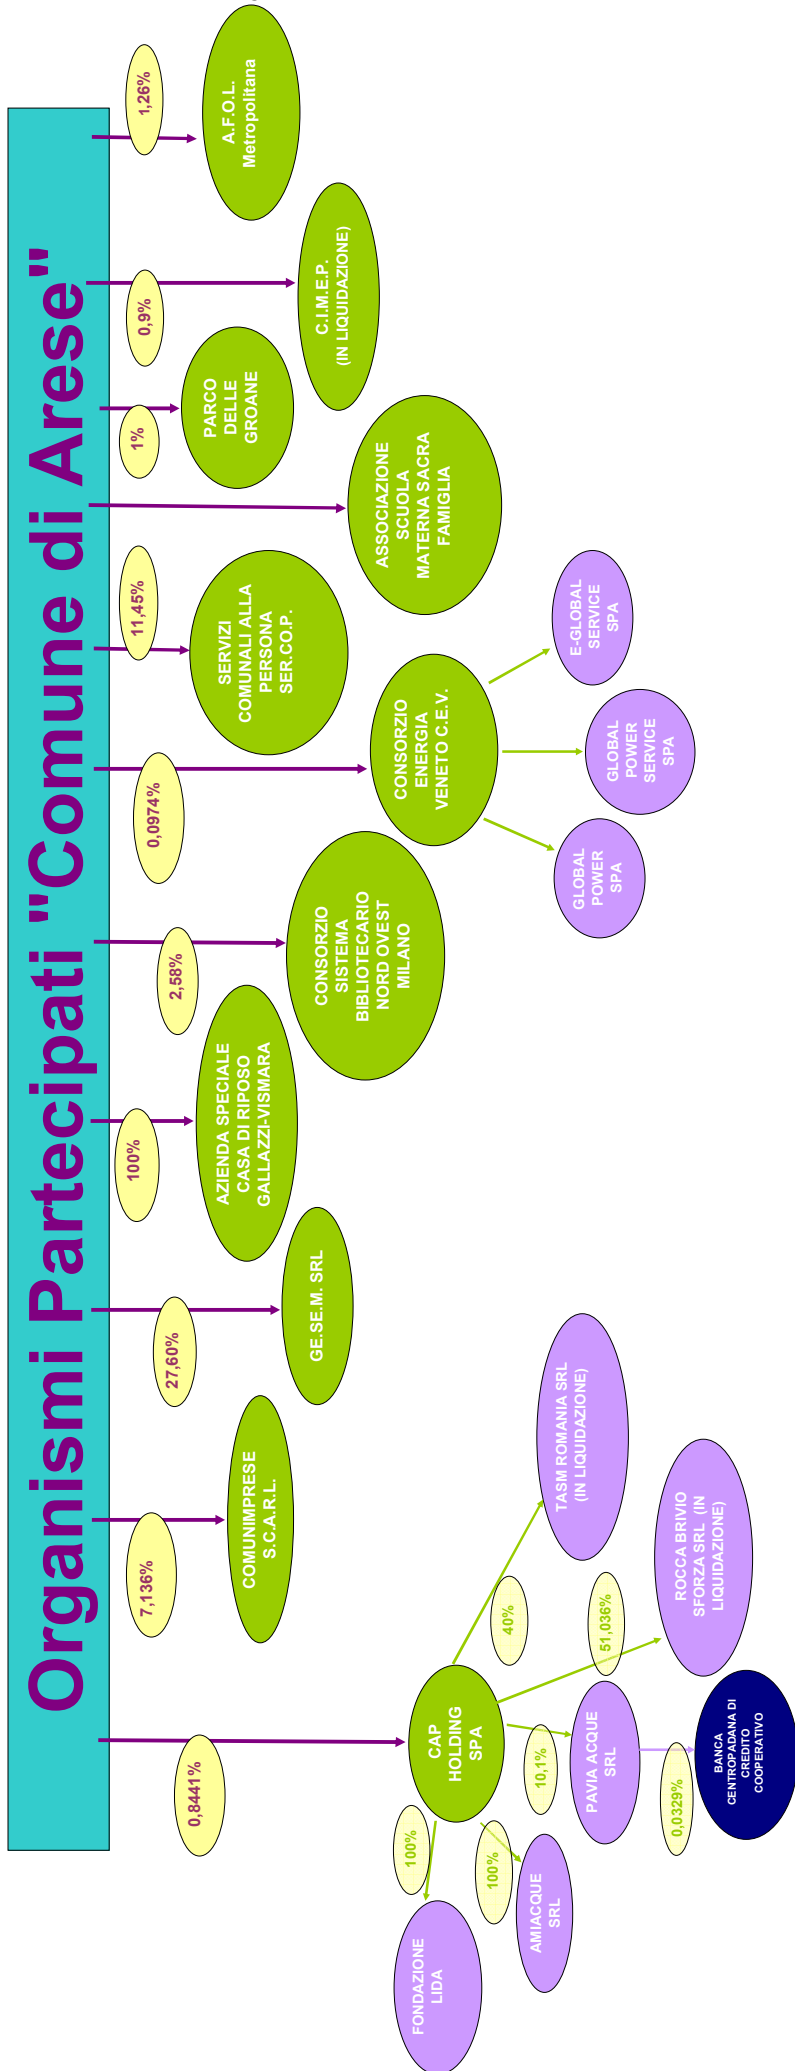 Organismi Partecipati "Comune di Arese"
0,8441%
7,136%
27,60%
100%
2,58%
0,0974%
11,45%
1%
0,9%
1,26%
CAP
HOLDING
SPA
COMUNIMPRESE
S.C.A.R.L.
GE.SE.M. SRL
AZIENDA SPECIALE
CASA DI RIPOSO
GALLAZZI-VISMARA
CONSORZIO
SISTEMA
BIBLIOTECARIO
NORD OVEST
MILANO
CONSORZIO
ENERGIA
VENETO C.E.V.
SERVIZI
COMUNALI ALLA
PERSONA
SER.CO.P.
ASSOCIAZIONE
SCUOLA
MATERNA SACRA
FAMIGLIA
PARCO
DELLE
GROANE
C.I.M.E.P.
(IN LIQUIDAZIONE)
A.F.O.L.
Metropolitana
100%
100%
10,1%
51,036%
40%
FONDAZIONE
LIDA
AMIACQUE
SRL
PAVIA ACQUE
SRL
ROCCA BRIVIO
SFORZA SRL (IN
LIQUIDAZIONE)
TASM ROMANIA SRL
(IN LIQUIDAZIONE)
0,0329%
BANCA
CENTROPADANA DI
CREDITO
COOPERATIVO
GLOBAL
POWER
SPA
GLOBAL
POWER
SERVICE
SPA
E-GLOBAL
SERVICE
SPA